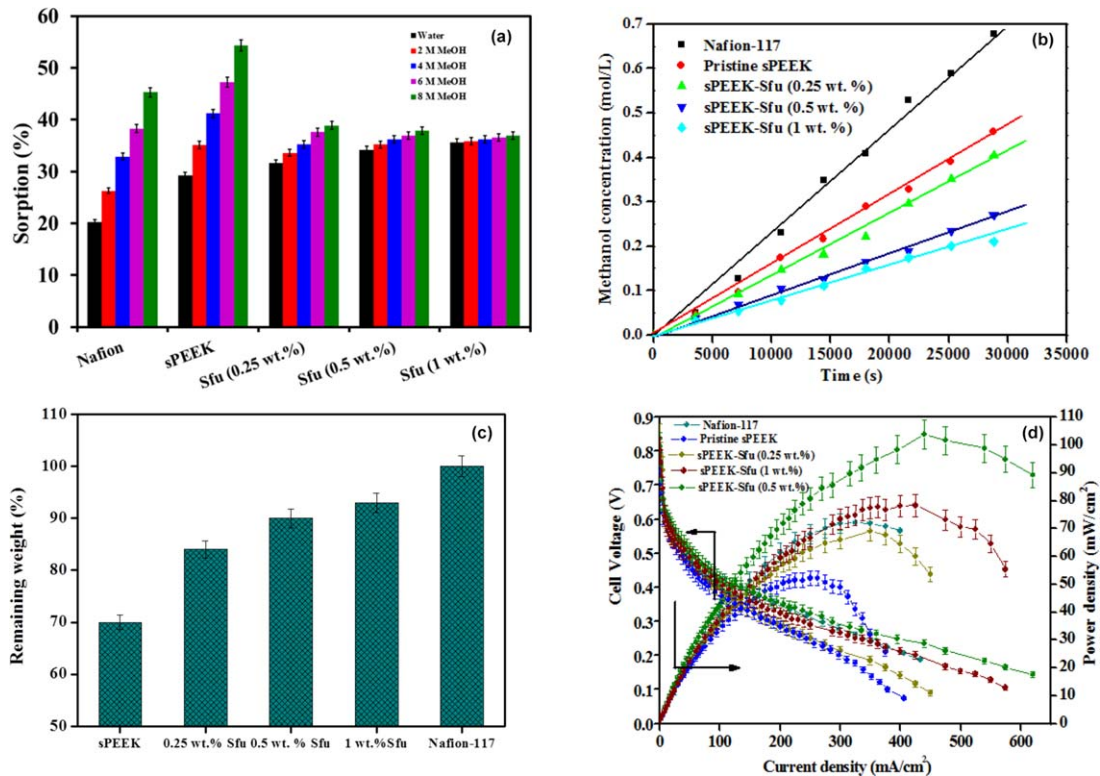 (a)
Water
2 M MeOH
4 M MeOH
6 M MeOH
8 M MeOH
Sorption (%)
60
50
40
30
20
10
0
Nafion
sPEEK
Sfu (0.25 wt.%)
Sfu (0.5 wt.%)
Sfu (1 wt.%)
(b)
Nafion-117
Pristine sPEEK
sPEEK-Sfu (0.25 wt. %)
sPEEK-Sfu (0.5 wt. %)
sPEEK-Sfu (1 wt. %)
Methanol concentration (mol/L)
0.7
0.6
0.5
0.4
0.3
0.2
0.1
0.0
0 5000 10000 15000 20000 25000 30000 35000
Time (s)
(c)
Remaining weight (%)
110
100
90
80
70
60
50
sPEEK 0.25 wt.% Sfu 0.5 wt. % Sfu 1 wt.%Sfu Nafion-117
(d)
Nafion-117
Pristine sPEEK
sPEEK-Sfu (0.25 wt.%)
sPEEK-Sfu (1 wt.%)
sPEEK-Sfu (0.5 wt.%)
Cell Voltage (V)
0.9
0.8
0.7
0.6
0.5
0.4
0.3
0.2
0.1
0.0
110
100
90
80
70
60
50
40
30
20
10
0
Power density (mW/cm²)
0 100 200 300 400 500 600
Current density (mA/cm²)